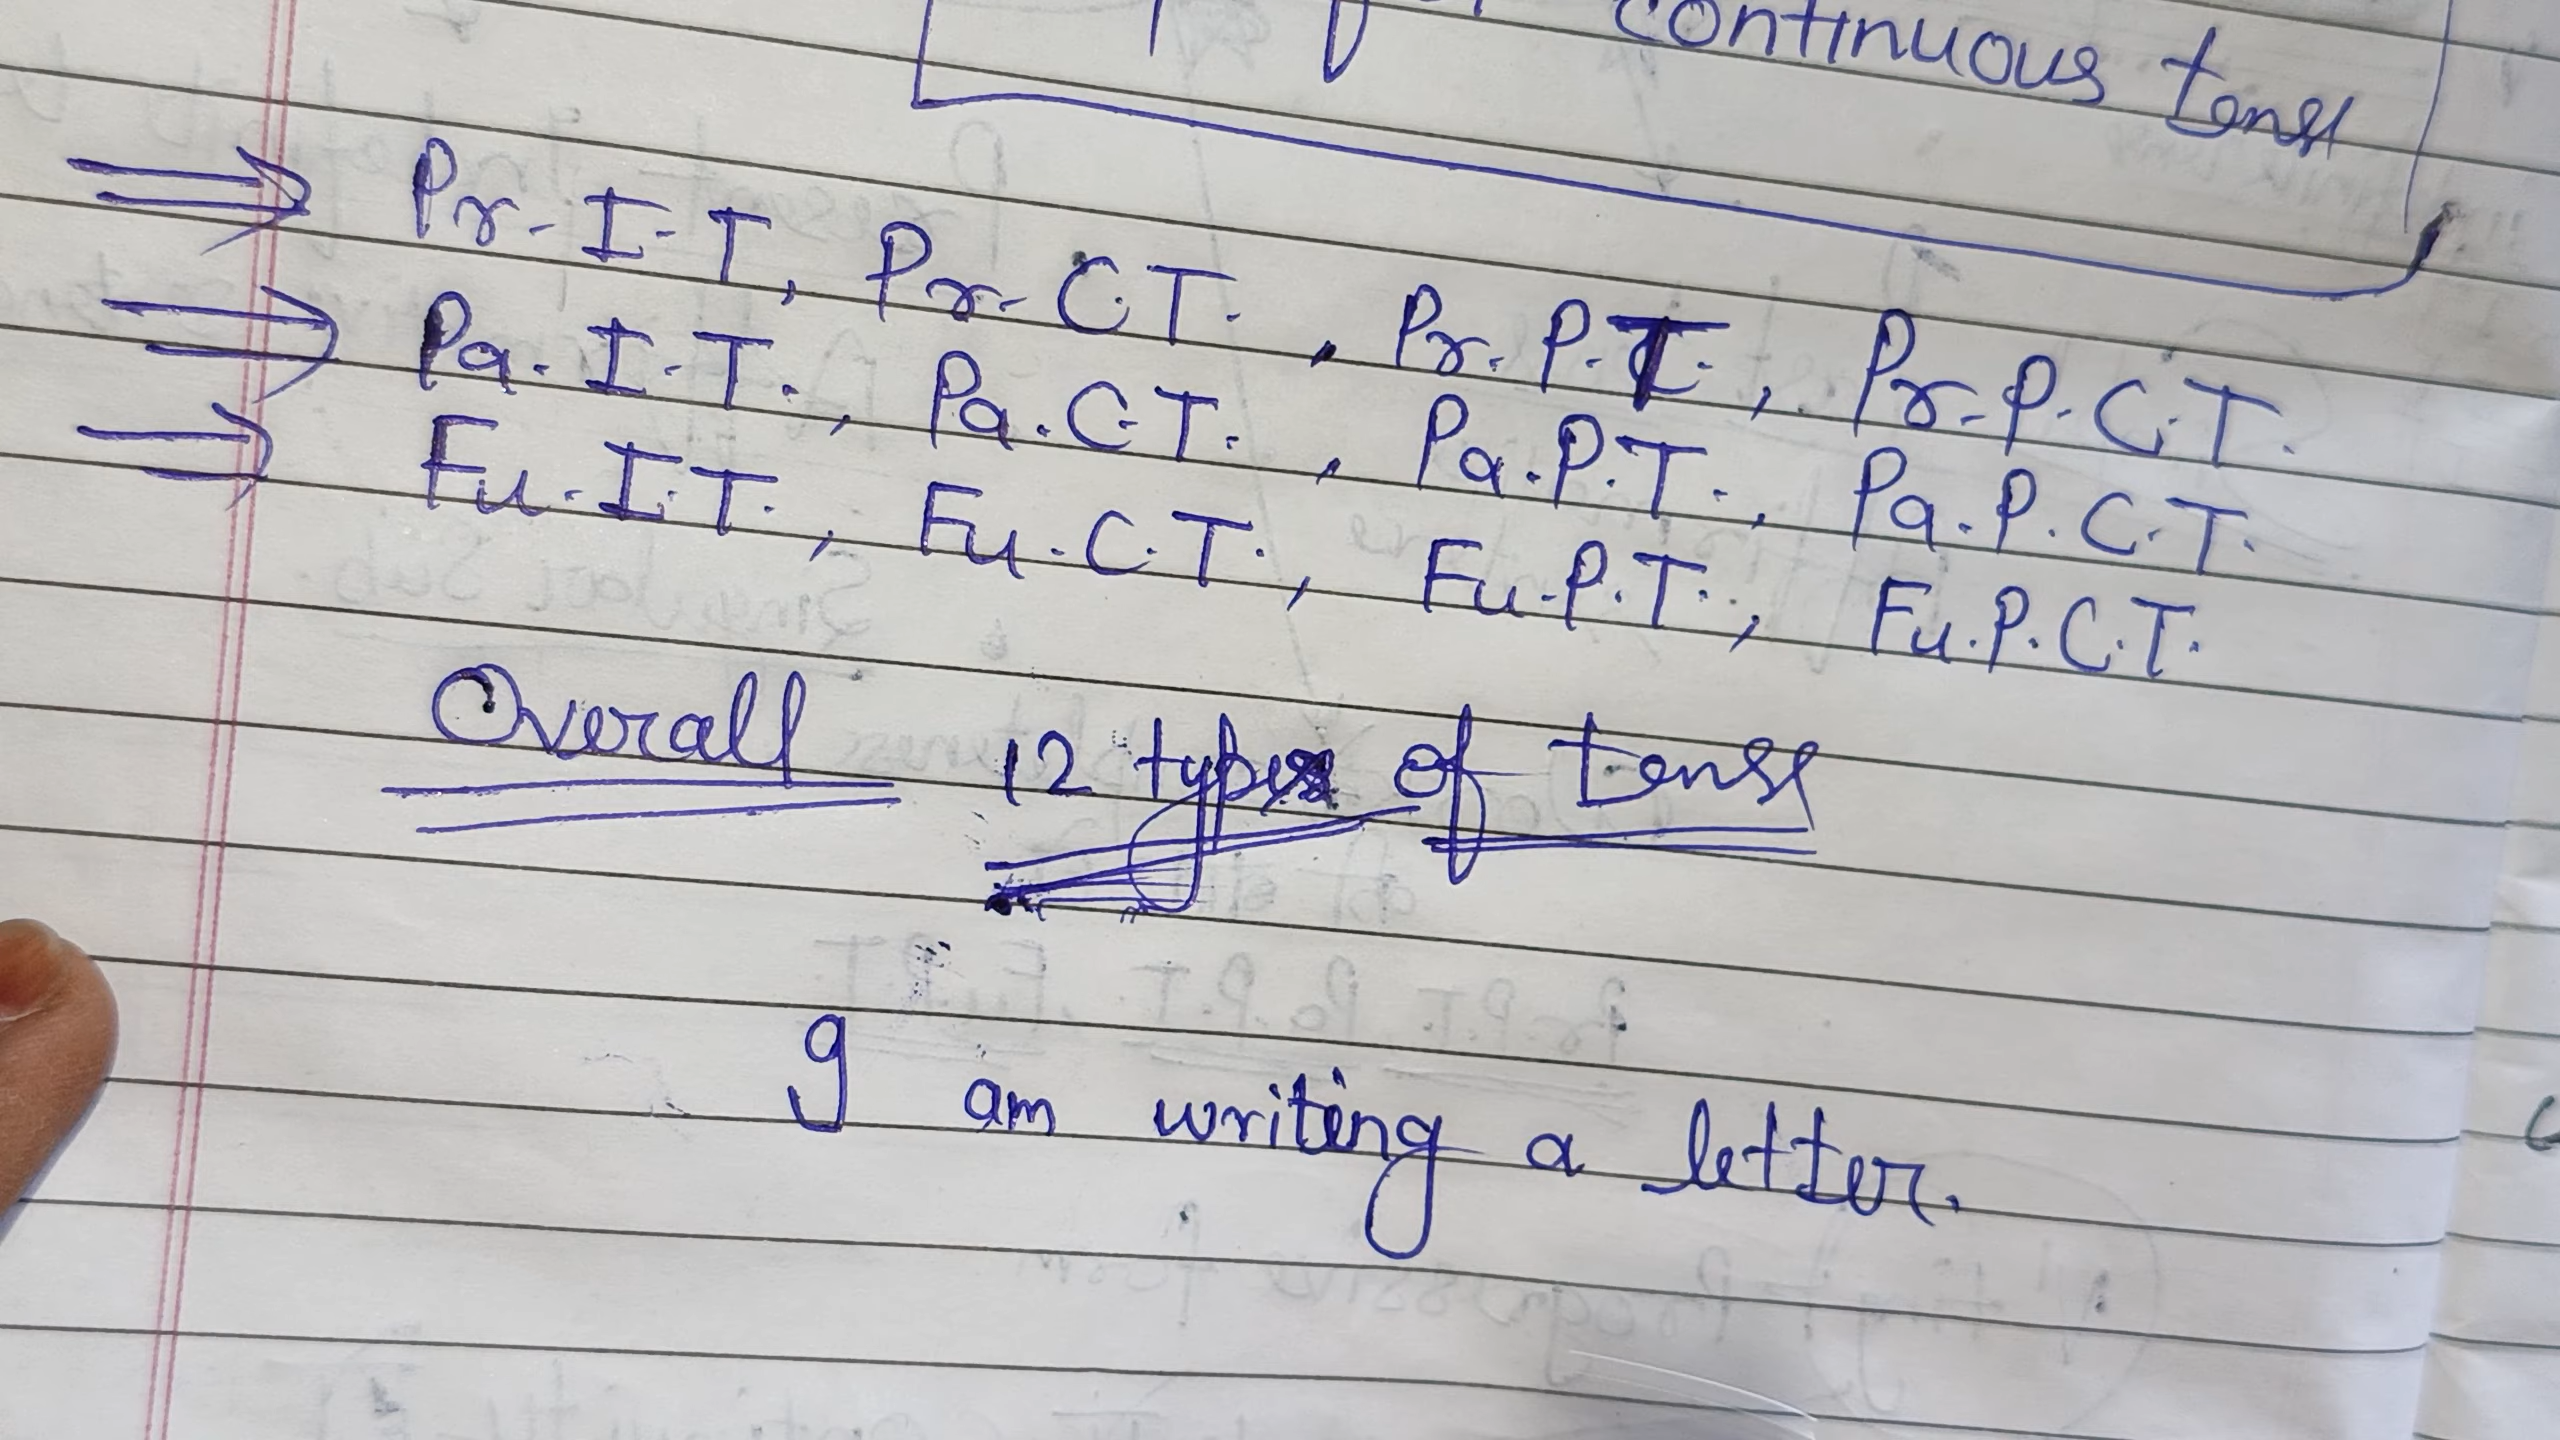 continuous tense
⇒ Pr-I-T, Pr-C.T., Pr.P.T., Pr-P.C.T.
⇒ Pa.I.T., Pa.C.T., Pa.P.T., Pa.P.C.T.
⇒ Fu.I.T., Fu.C.T., Fu.P.T., Fu.P.C.T.
Overall 12 types of tense
I am writing a letter.